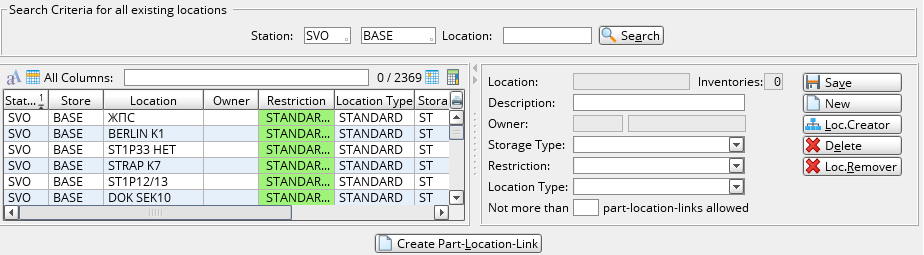 Search Criteria for all existing locations
Station: SVO BASE Location: Search
All Columns: 0 / 2369
Stat... 1 Store Location Owner Restriction Location Type Stora
SVO BASE ЖПС STANDAR... STANDARD ST
SVO BASE BERLIN K1 STANDAR... STANDARD ST
SVO BASE ST1P33 НЕТ STANDAR... STANDARD ST
SVO BASE STRAP K7 STANDAR... STANDARD ST
SVO BASE ST1P12/13 STANDAR... STANDARD ST
SVO BASE DOK SEK10 STANDAR... STANDARD ST
Location: Inventories: 0
Description:
Owner:
Storage Type:
Restriction:
Location Type:
Not more than part-location-links allowed
Save
New
Loc.Creator
Delete
Loc.Remover
Create Part-Location-Link